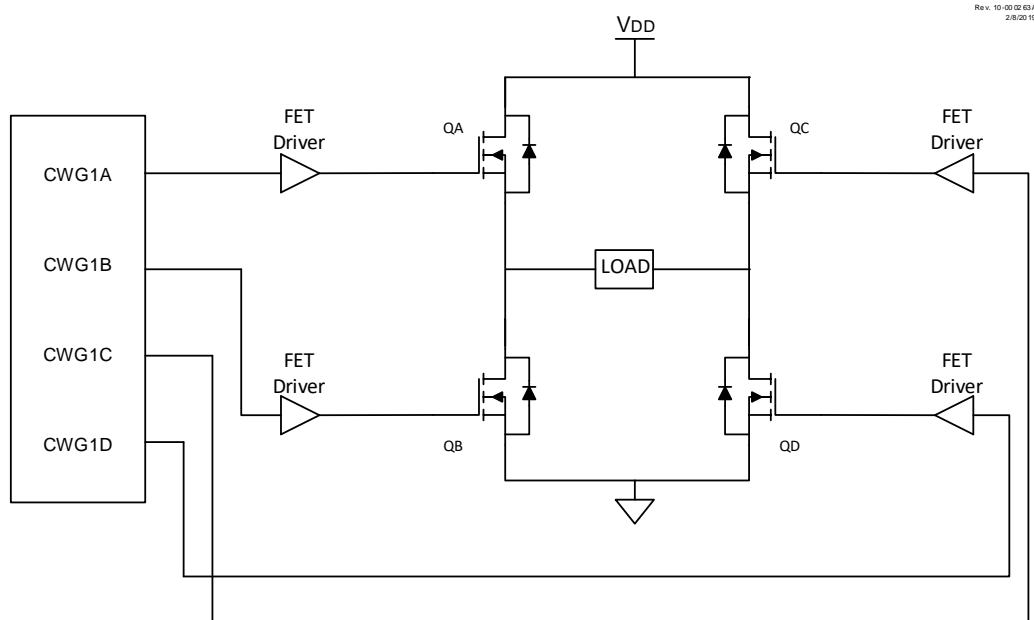 Rev. 10-000263A
2/8/2019
VDD
FET
Driver
QA
QC
FET
Driver
CWG1A
CWG1B
LOAD
CWG1C
FET
Driver
FET
Driver
CWG1D
QB
QD